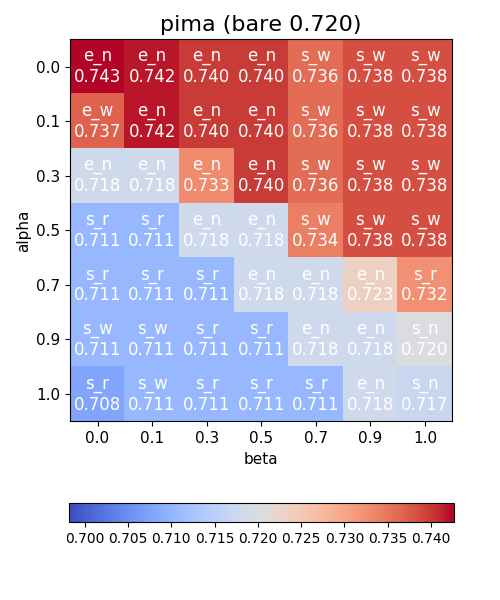 pima (bare 0.720)
0.0
e_n e_n e_n e_n s_w s_w s_w
0.743 0.742 0.740 0.740 0.736 0.738 0.738
0.1
e_w e_n e_n e_n s_w s_w s_w
0.737 0.742 0.740 0.740 0.736 0.738 0.738
0.3
e_n e_n e_n e_n s_w s_w s_w
0.718 0.718 0.733 0.740 0.736 0.738 0.738
alpha
0.5
s_r s_r e_n e_n s_w s_w s_w
0.711 0.711 0.718 0.718 0.734 0.738 0.738
0.7
s_r s_r s_r e_n e_n e_n s_r
0.711 0.711 0.711 0.718 0.718 0.723 0.732
0.9
s_w s_w s_r s_r e_n e_n s_n
0.711 0.711 0.711 0.711 0.718 0.718 0.720
1.0
s_r s_w s_r s_r s_r e_n s_n
0.708 0.711 0.711 0.711 0.711 0.718 0.717
0.0 0.1 0.3 0.5 0.7 0.9 1.0
beta
0.700 0.705 0.710 0.715 0.720 0.725 0.730 0.735 0.740